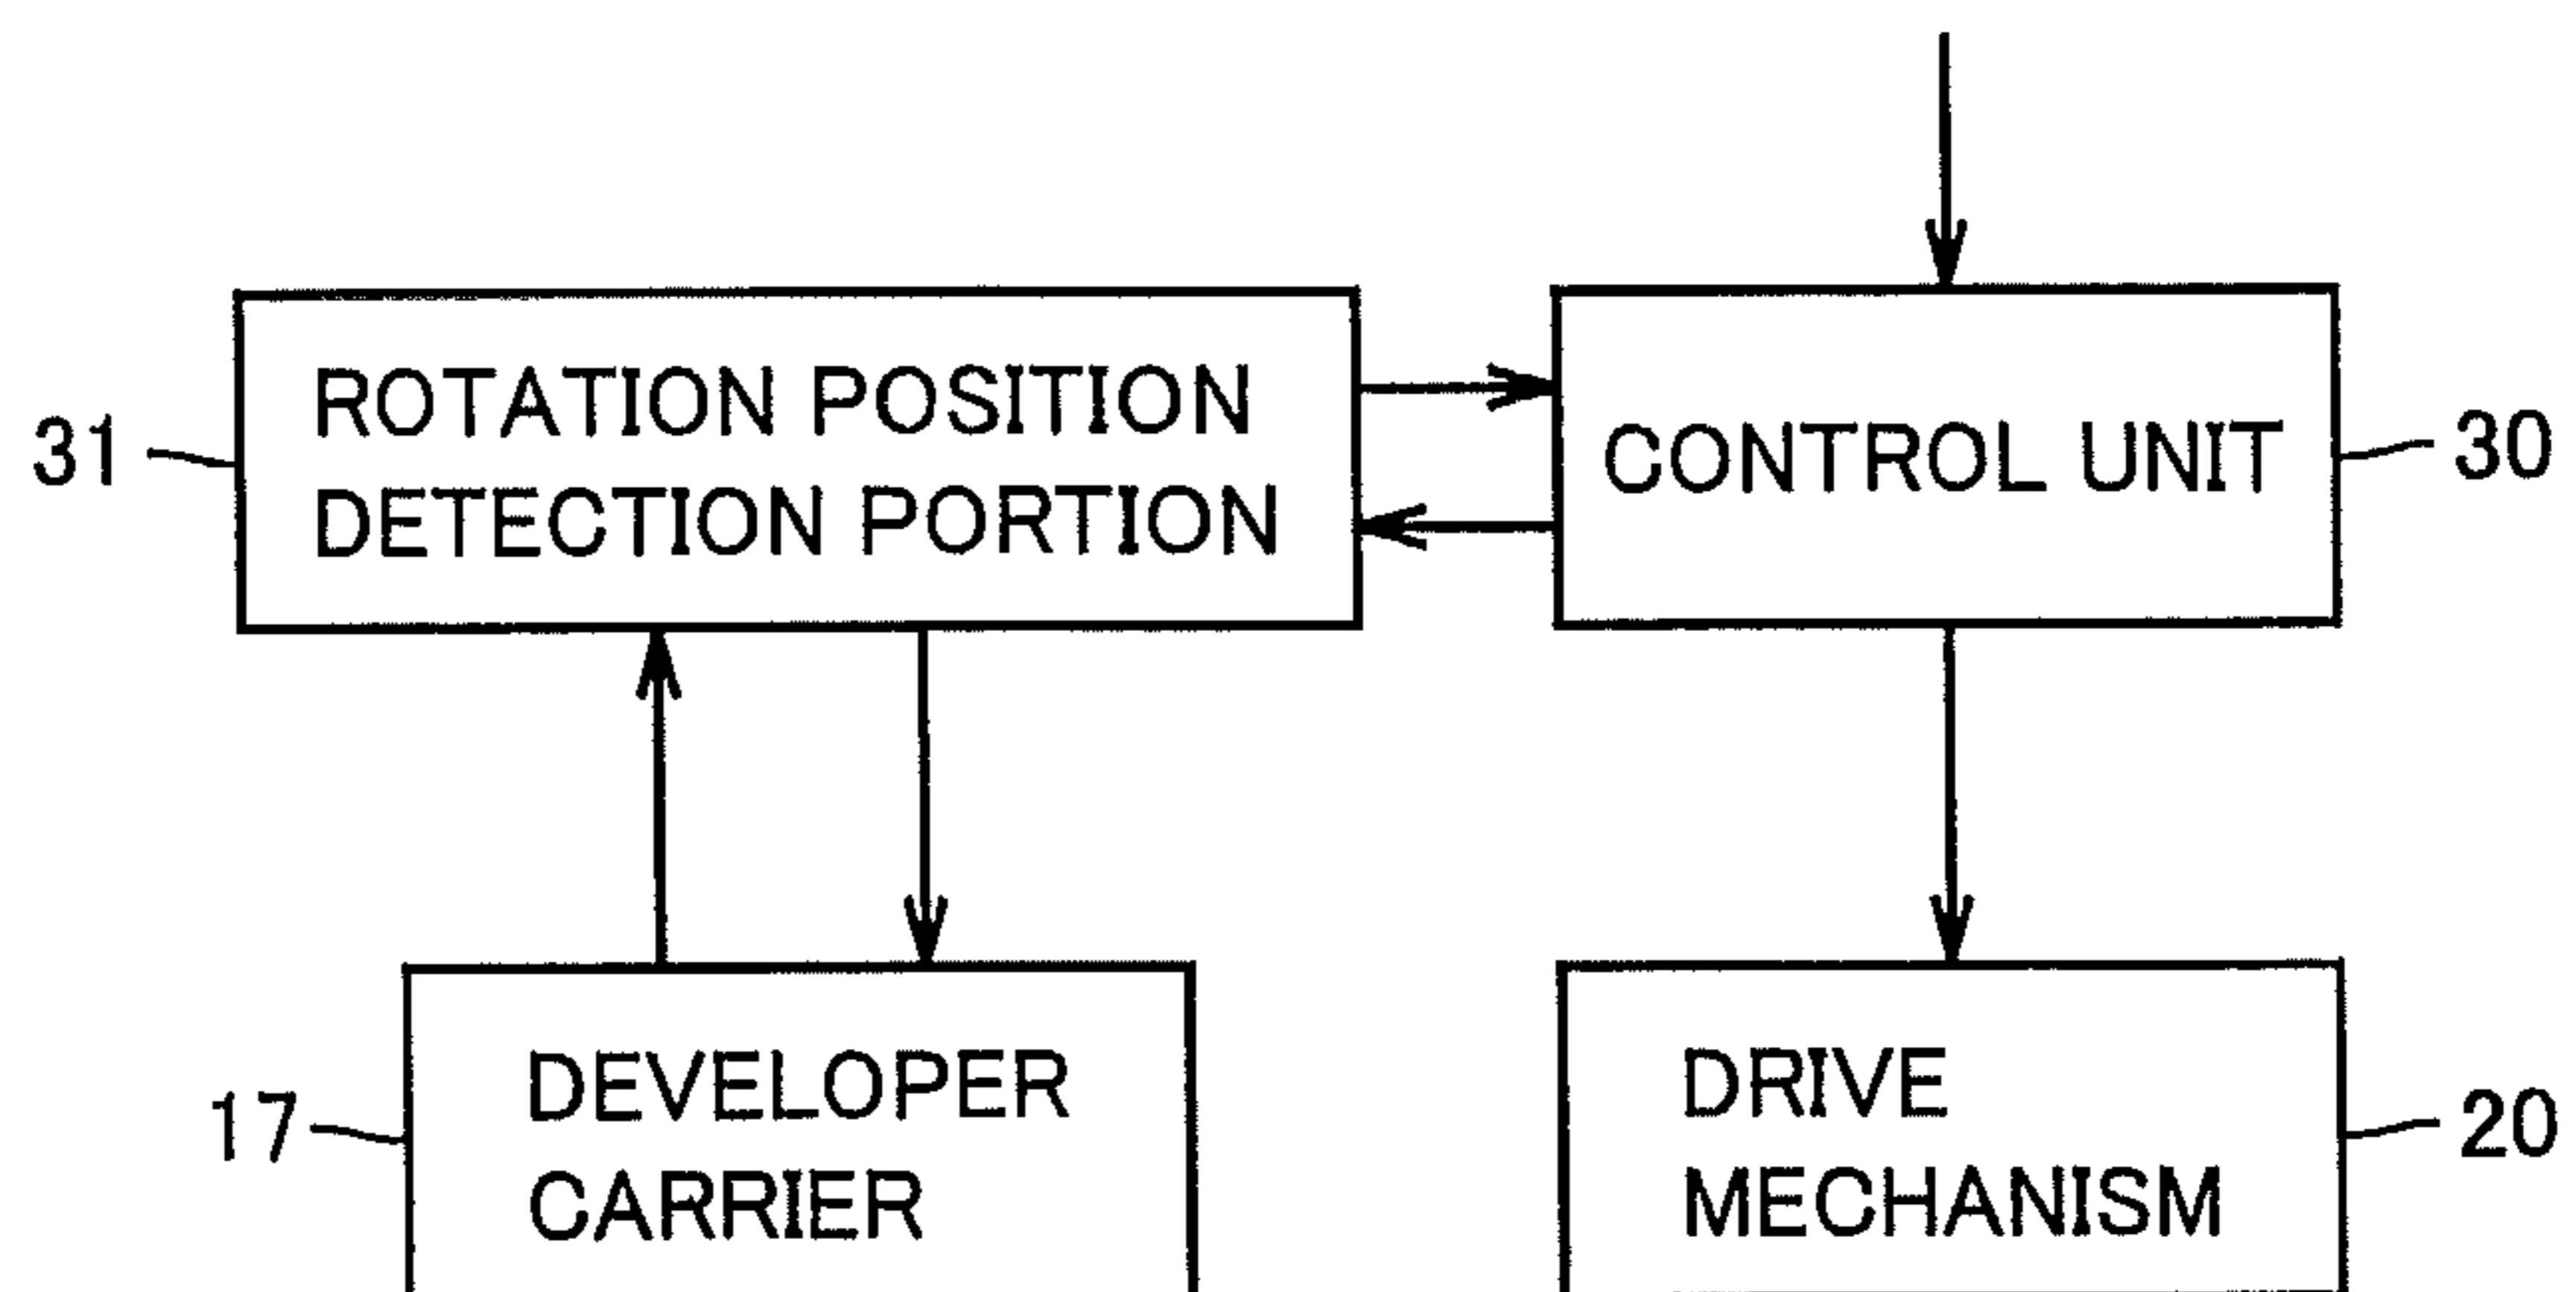 ROTATION POSITION
DETECTION PORTION
31
CONTROL UNIT
30
DEVELOPER
CARRIER
17
DRIVE
MECHANISM
20